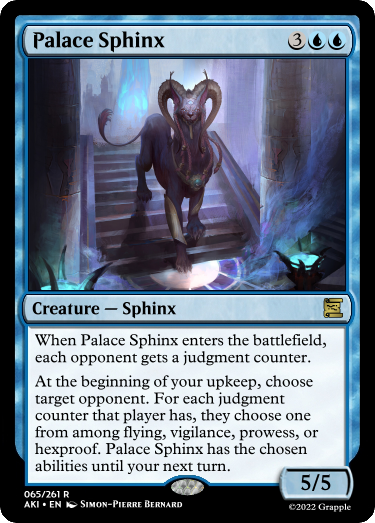 Palace Sphinx 3
Creature — Sphinx
When Palace Sphinx enters the battlefield,
each opponent gets a judgment counter.
At the beginning of your upkeep, choose
target opponent. For each judgment
counter that player has, they choose one
from among flying, vigilance, prowess, or
hexproof. Palace Sphinx has the chosen
abilities until your next turn.
5/5
065/261 R
AKI • EN Simon-Pierre Bernard
©2022 Grapple